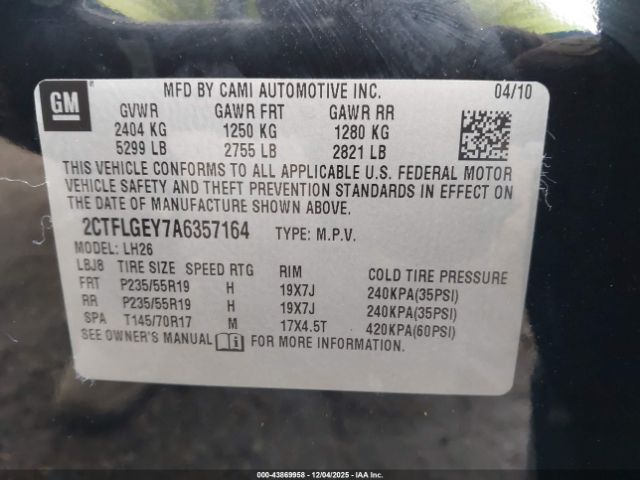 GM
MFD BY CAMI AUTOMOTIVE INC. 04/10
GVWR GAWR FRT GAWR RR
2404 KG 1250 KG 1280 KG
5299 LB 2755 LB 2821 LB
THIS VEHICLE CONFORMS TO ALL APPLICABLE U.S. FEDERAL MOTOR
VEHICLE SAFETY AND THEFT PREVENTION STANDARDS IN EFFECT ON
THE DATE OF MANUFACTURE SHOWN ABOVE.
2CTFLGEY7A6357164 TYPE: M.P.V.
MODEL: LH26
LBJ8 TIRE SIZE SPEED RTG RIM COLD TIRE PRESSURE
FRT P235/55R19 H 19X7J 240KPA(35PSI)
RR P235/55R19 H 19X7J 240KPA(35PSI)
SPA T145/70R17 M 17X4.5T 420KPA(60PSI)
SEE OWNER'S MANUAL FOR MORE INFORMATION.
000-43869958 - 12/04/2025 - IAA Inc.